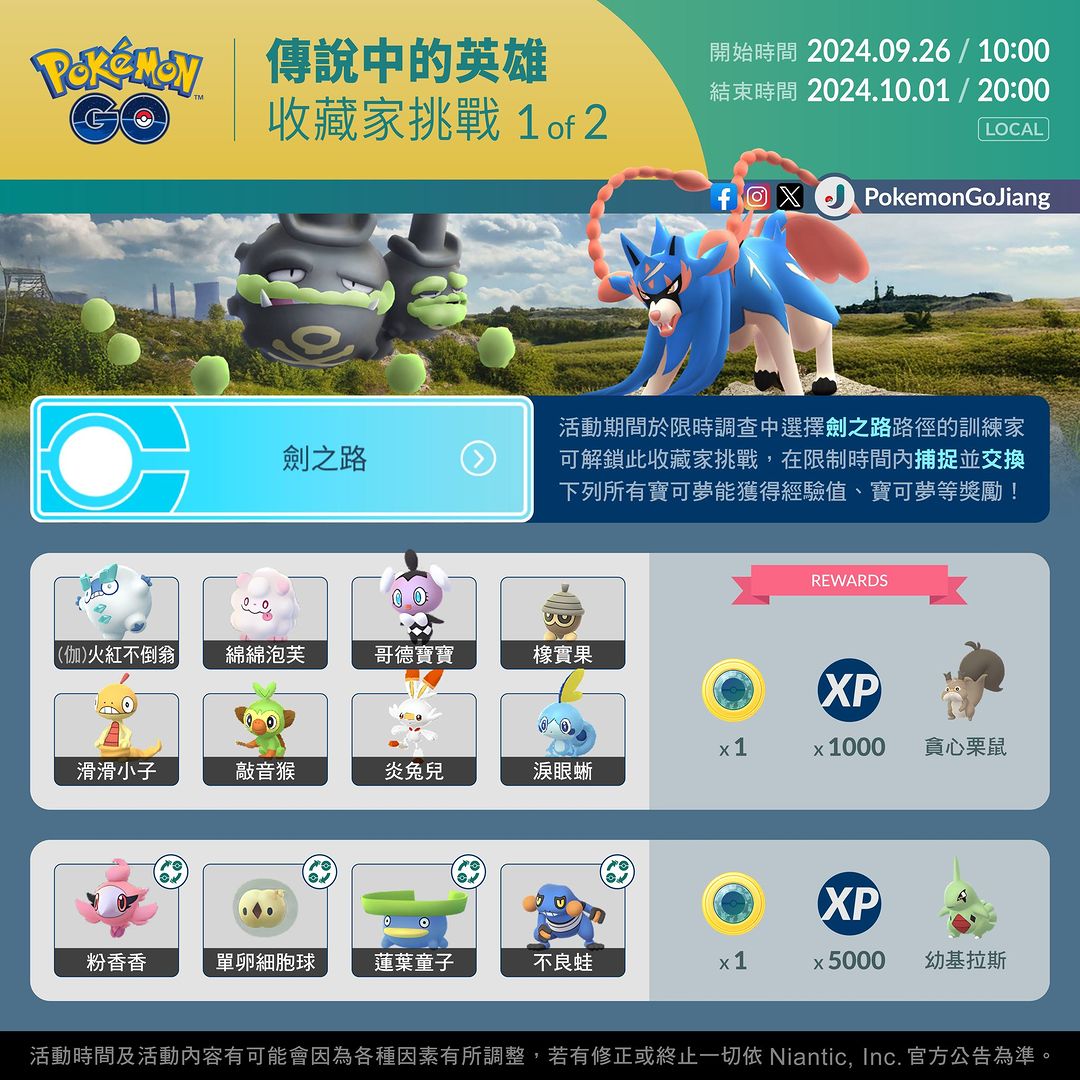 POKÉMON GO
TM
傳說中的英雄
收藏家挑戰 1 of 2
開始時間 2024.09.26 / 10:00
結束時間 2024.10.01 / 20:00
LOCAL
PokemonGoJiang
劍之路
活動期間於限時調查中選擇劍之路路徑的訓練家
可解鎖此收藏家挑戰，在限制時間內捕捉並交換
下列所有寶可夢能獲得經驗值、寶可夢等獎勵！
REWARDS
(伽)火紅不倒翁 綿綿泡芙 哥德寶寶 橡實果
XP
滑滑小子 敲音猴 炎兔兒 淚眼蜥
x 1 x 1000 貪心栗鼠
XP
粉香香 單卵細胞球 蓮葉童子 不良蛙
x 1 x 5000 幼基拉斯
活動時間及活動內容有可能會因為各種因素有所調整，若有修正或終止一切依 Niantic, Inc. 官方公告為準。